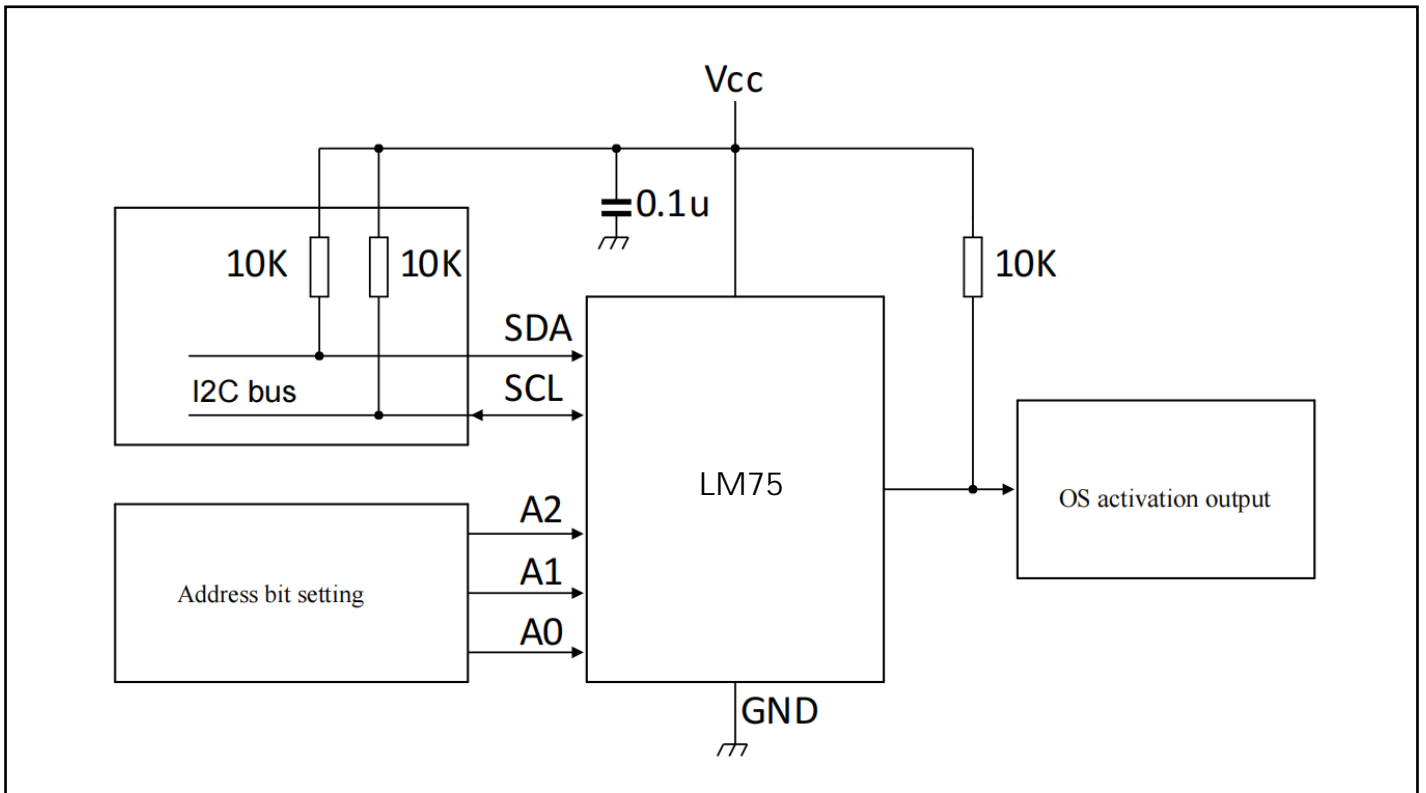 Vcc
0.1u
10K
10K
10K
SDA
I2C bus
SCL
LM75
OS activation output
A2
Address bit setting
A1
A0
GND